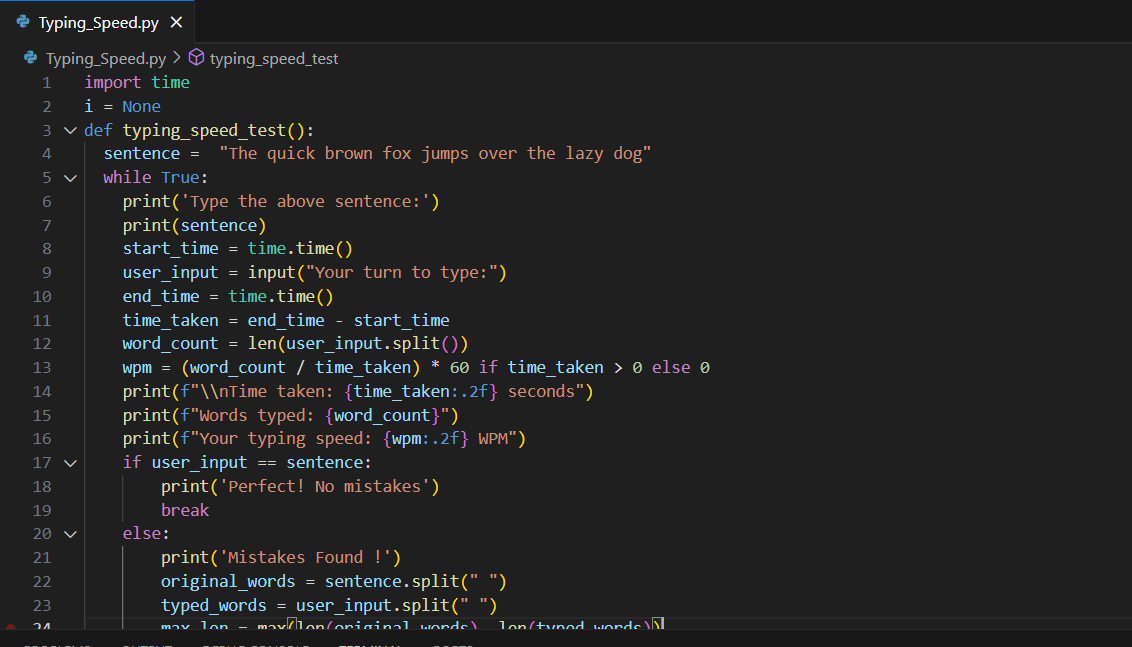 Typing_Speed.py
Typing_Speed.py > typing_speed_test
1 import time
2 i = None
3 def typing_speed_test():
4 sentence =  "The quick brown fox jumps over the lazy dog"
5 while True:
6 print('Type the above sentence:')
7 print(sentence)
8 start_time = time.time()
9 user_input = input("Your turn to type:")
10 end_time = time.time()
11 time_taken = end_time - start_time
12 word_count = len(user_input.split())
13 wpm = (word_count / time_taken) * 60 if time_taken > 0 else 0
14 print(f"\\nTime taken: {time_taken:.2f} seconds")
15 print(f"Words typed: {word_count}")
16 print(f"Your typing speed: {wpm:.2f} WPM")
17 if user_input == sentence:
18 print('Perfect! No mistakes')
19 break
20 else:
21 print('Mistakes Found !')
22 original_words = sentence.split(" ")
23 typed_words = user_input.split(" ")
24 max_len = max(len(original_words), len(typed_words))